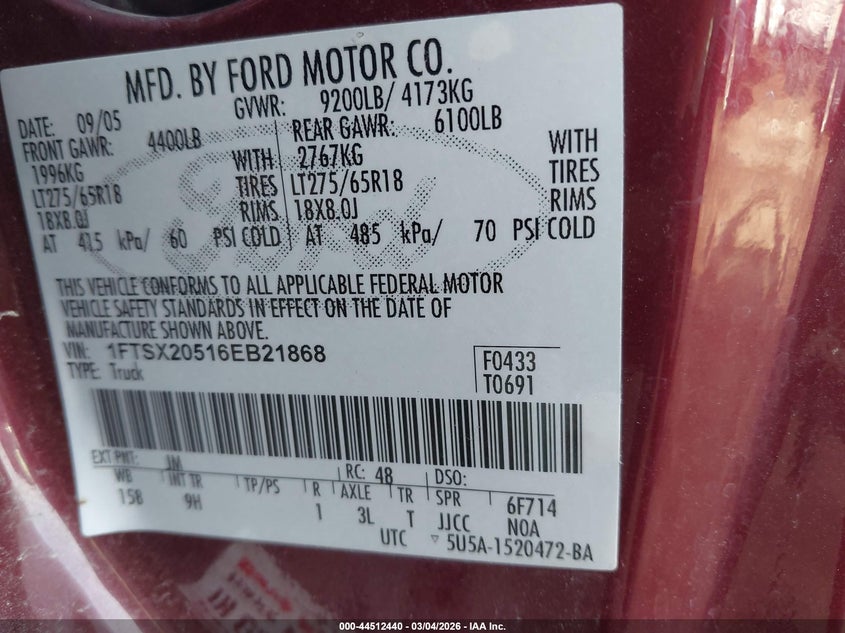 MFD. BY FORD MOTOR CO.
DATE: 09/05 GVWR: 9200LB/ 4173KG
FRONT GAWR: 4400LB REAR GAWR: 6100LB
1996KG WITH 2767KG WITH
LT275/65R18 TIRES LT275/65R18 TIRES
18X8.0J RIMS 18X8.0J RIMS
AT 415 kPa/ 60 PSI COLD AT 485 kPa/ 70 PSI COLD
Ford
THIS VEHICLE CONFORMS TO ALL APPLICABLE FEDERAL MOTOR
VEHICLE SAFETY STANDARDS IN EFFECT ON THE DATE OF
MANUFACTURE SHOWN ABOVE.
VIN: 1FTSX20516EB21868 F0433
TYPE: Truck T0691
EXT PNT: JM RC: 48 DSO:
WB INT TR TP/PS R AXLE TR SPR 6F714
158 9H 1 3L T JJCC NOA
UTC ▽ 5U5A-1520472-BA
000-44512440 - 03/04/2026 - IAA Inc.